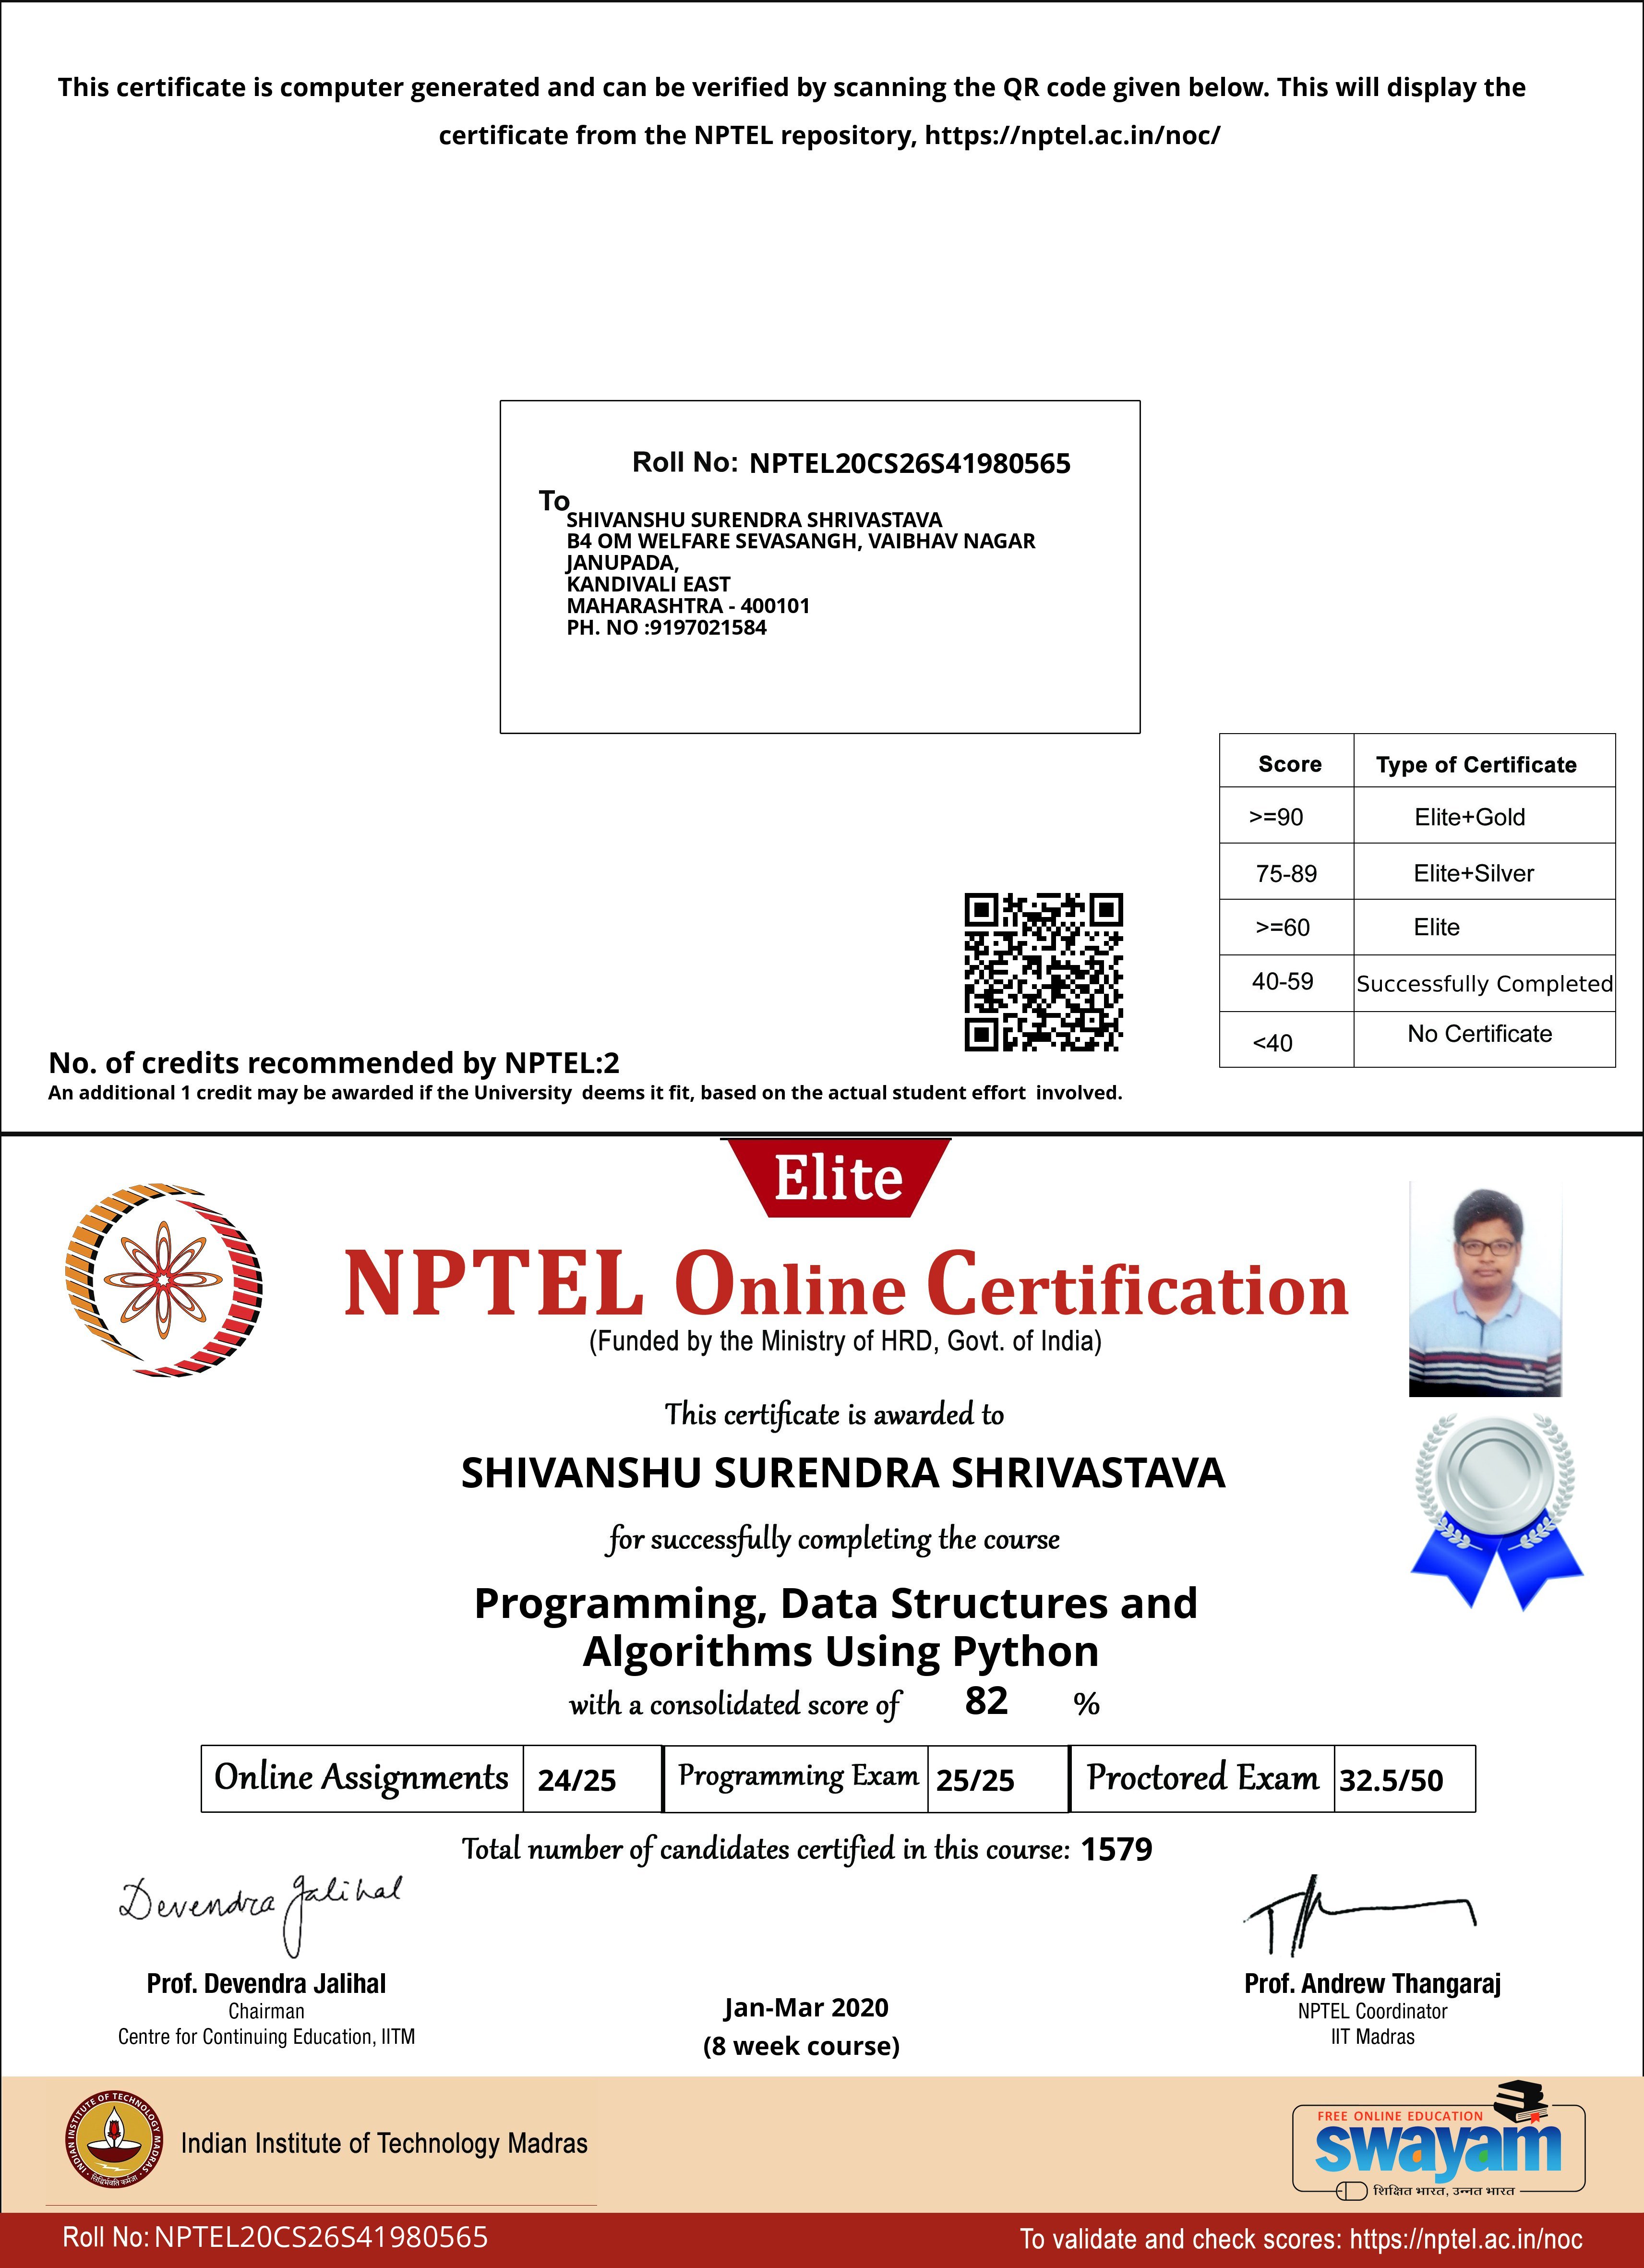 This certificate is computer generated and can be verified by scanning the QR code given below. This will display the
certificate from the NPTEL repository, https://nptel.ac.in/noc/
Roll No: NPTEL20CS26S41980565
To
SHIVANSHU SURENDRA SHRIVASTAVA
B4 OM WELFARE SEVASANGH, VAIBHAV NAGAR
JANUPADA,
KANDIVALI EAST
MAHARASHTRA - 400101
PH. NO :9197021584
Score Type of Certificate
>=90 Elite+Gold
75-89 Elite+Silver
>=60 Elite
40-59 Successfully Completed
<40 No Certificate
No. of credits recommended by NPTEL:2
An additional 1 credit may be awarded if the University deems it fit, based on the actual student effort involved.
Elite
NPTEL Online Certification
(Funded by the Ministry of HRD, Govt. of India)
This certificate is awarded to
SHIVANSHU SURENDRA SHRIVASTAVA
for successfully completing the course
Programming, Data Structures and
Algorithms Using Python
with a consolidated score of 82 %
Online Assignments 24/25 Programming Exam 25/25 Proctored Exam 32.5/50
Total number of candidates certified in this course: 1579
Devendra Jalihal
Prof. Devendra Jalihal
Chairman
Centre for Continuing Education, IITM
Jan-Mar 2020
(8 week course)
Prof. Andrew Thangaraj
NPTEL Coordinator
IIT Madras
INDIAN INSTITUTE OF TECHNOLOGY MADRAS
सिद्धिर्भवति कर्मजा
Indian Institute of Technology Madras
FREE ONLINE EDUCATION
swayam
शिक्षित भारत, उन्नत भारत
Roll No: NPTEL20CS26S41980565
To validate and check scores: https://nptel.ac.in/noc